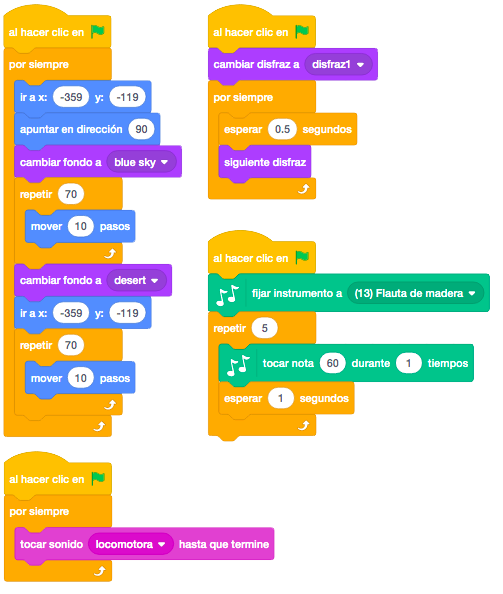 al hacer clic en
por siempre
ir a x: -359 y: -119
apuntar en dirección 90
cambiar fondo a blue sky
repetir 70
mover 10 pasos
cambiar fondo a desert
ir a x: -359 y: -119
repetir 70
mover 10 pasos
al hacer clic en
cambiar disfraz a disfraz1
por siempre
esperar 0.5 segundos
siguiente disfraz
al hacer clic en
fijar instrumento a (13) Flauta de madera
repetir 5
tocar nota 60 durante 1 tiempos
esperar 1 segundos
al hacer clic en
por siempre
tocar sonido locomotora hasta que termine